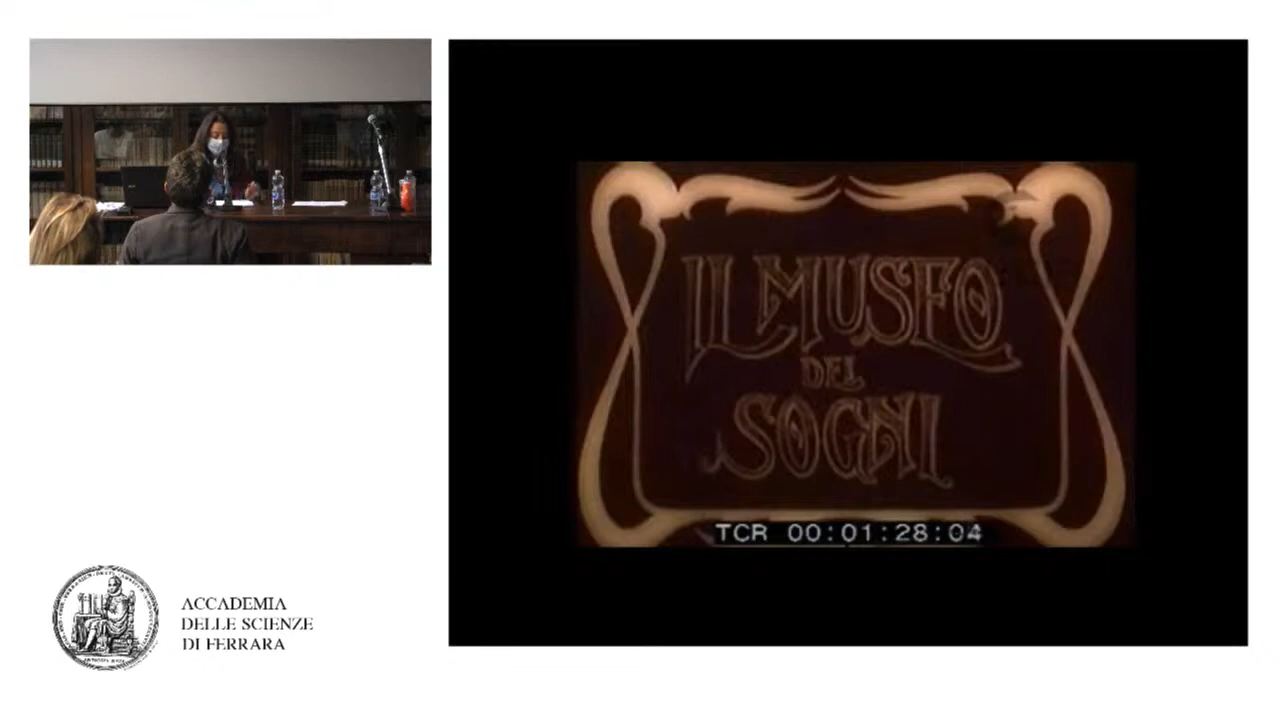 IL MUSEO
DEL
SOGNI
TCR 00:01:28:04
ACCADEMIA
DELLE SCIENZE
DI FERRARA